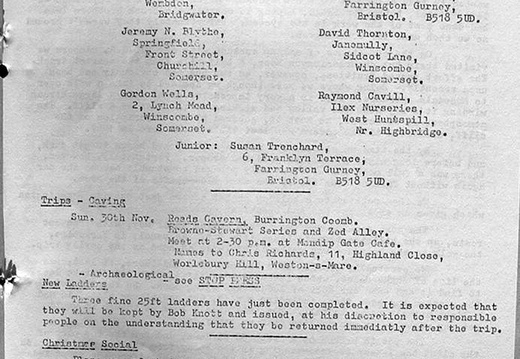 Wembdon,
Bridgwater.
Farrington Gurney,
Bristol. B518 5UD.
Jeremy N. Blythe,
Springfield,
Front Street,
Churchill,
Somerset.
David Thornton,
Janomully,
Sidcot Lane,
Winscombe,
Somerset.
Gordon Wells,
2, Lynch Mead,
Winscombe,
Somerset.
Raymond Cavill,
Ilex Nurseries,
West Huntspill,
Nr. Highbridge.
Junior: Susan Trenchard,
6, Franklyn Terrace,
Farrington Gurney,
Bristol. B518 5UD.
Trips - Caving
Sun. 30th Nov. Reads Cavern, Burrington Coomb.
Browne-Stewart Series and Zed Alley.
Meet at 2-30 p.m. at Mendip Gate Cafe.
Names to Chris Richards, 11, Highland Close,
Worlebury Hill, Weston-s-Mare.
- Archaeological - see STOP PRESS
New Ladders
Three fine 25ft ladders have just been completed. It is expected that
they will be kept by Bob Knott and issued, at his discretion to responsible
people on the understanding that they be returned immediatly after the trip.
Christmas Social